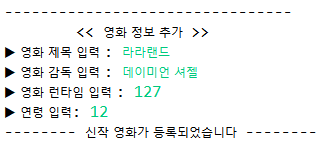 --------------------------------
<< 영화 정보 추가 >>
▶ 영화 제목 입력 : 라라랜드
▶ 영화 감독 입력 : 데이미언 셔젤
▶ 영화 런타임 입력 : 127
▶ 연령 입력: 12
-------- 신작 영화가 등록되었습니다 --------